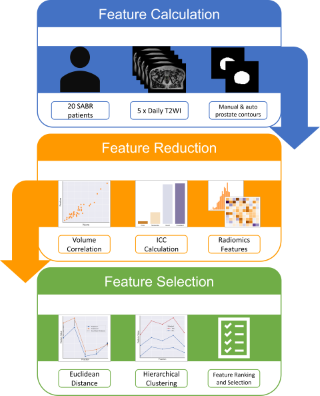 Feature Calculation
20 SABR
patients
5 x Daily T2WI
Manual & auto
prostate contours
Feature Reduction
Volume
Correlation
ICC
Calculation
Radiomics
Features
Feature Selection
Euclidean
Distance
Hierarchical
Clustering
Feature Ranking
and Selection